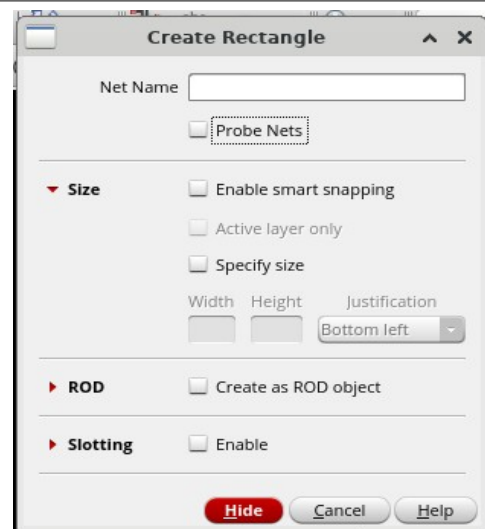 Create Rectangle
Net Name
Probe Nets
Size
Enable smart snapping
Active layer only
Specify size
Width Height Justification
Bottom left
ROD
Create as ROD object
Slotting
Enable
Hide Cancel Help